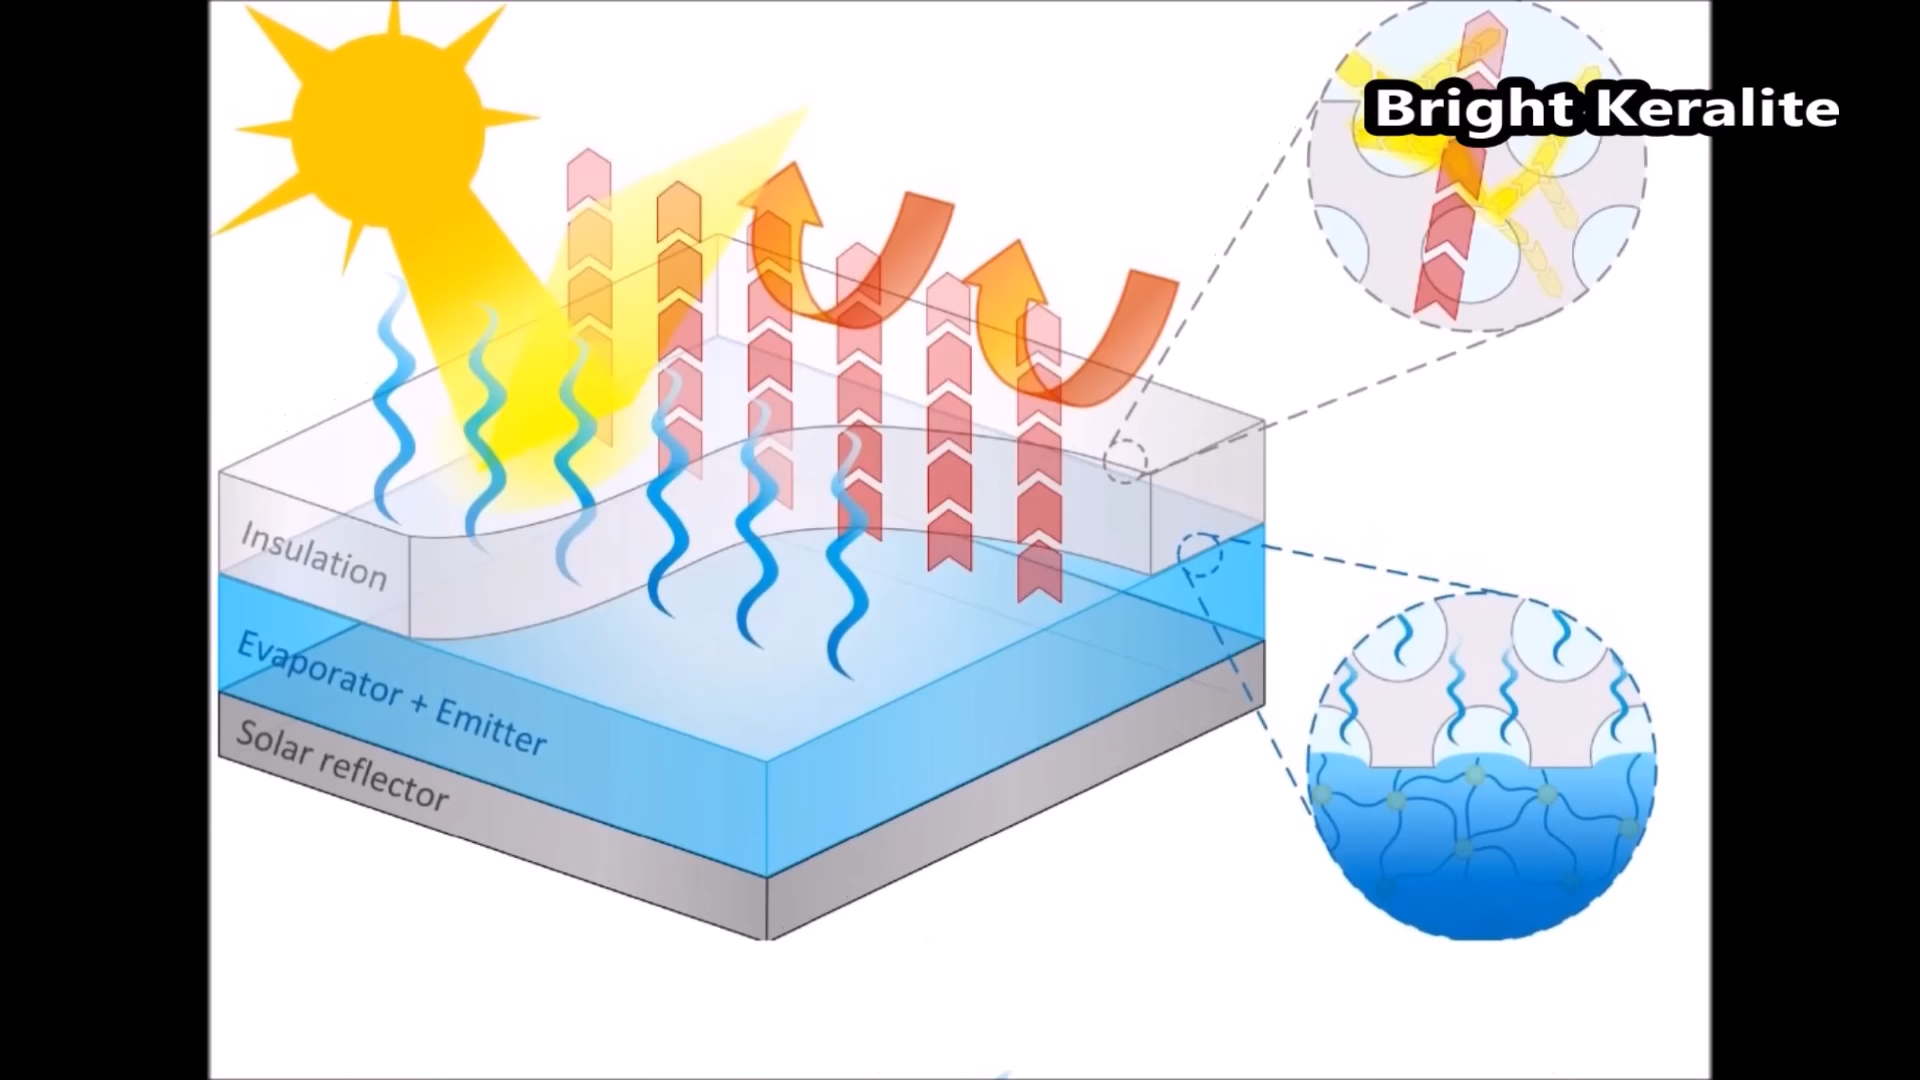 Bright Keralite
Insulation
Evaporator + Emitter
Solar reflector